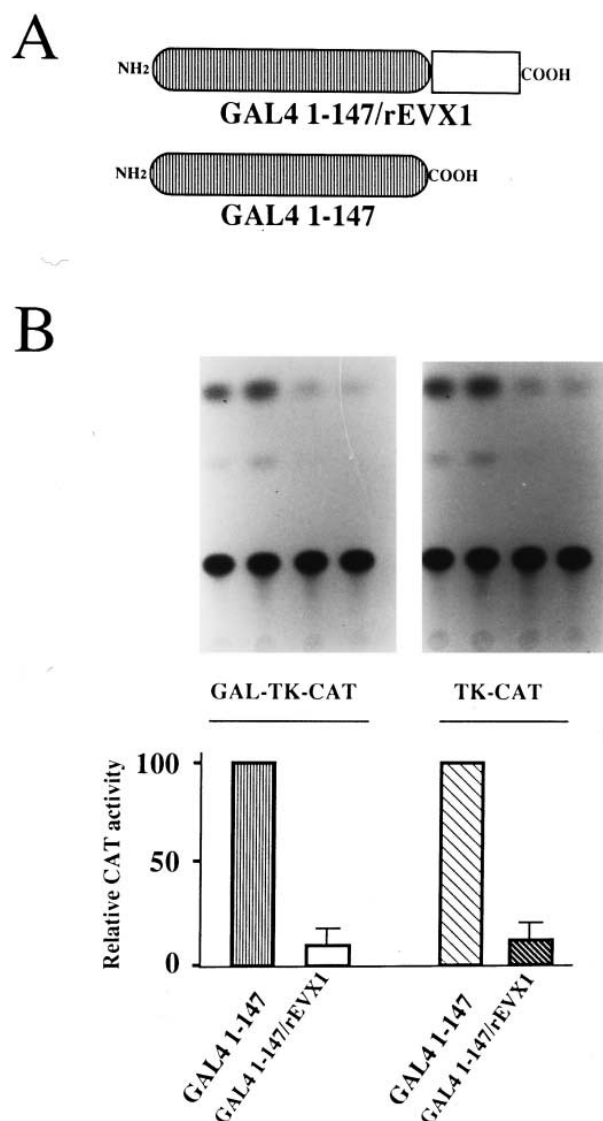 A
NH2 COOH
GAL4 1-147/rEVX1
NH2 COOH
GAL4 1-147
B
GAL-TK-CAT TK-CAT
Relative CAT activity
100
50
0
GAL4 1-147
GAL4 1-147/rEVX1
GAL4 1-147
GAL4 1-147/rEVX1